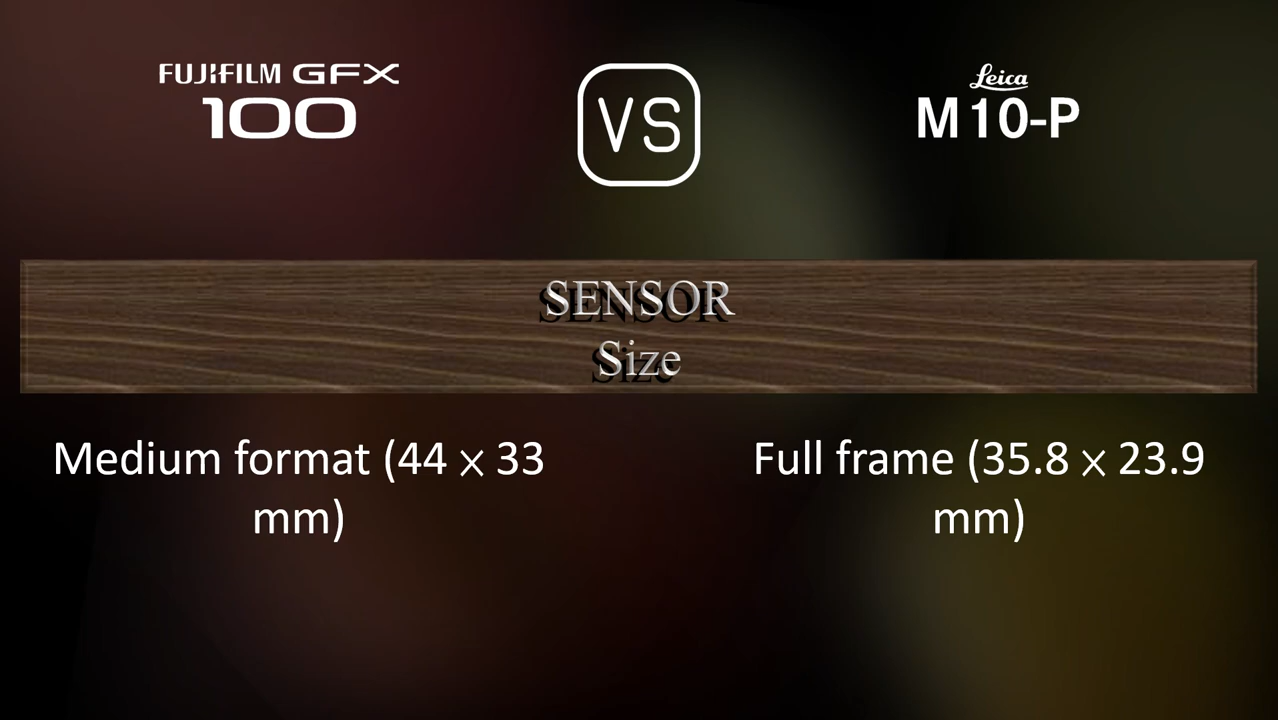 FUJIFILM GFX
100
VS
Leica
M10-P
SENSOR
Size
Medium format (44 x 33
mm)
Full frame (35.8 x 23.9
mm)